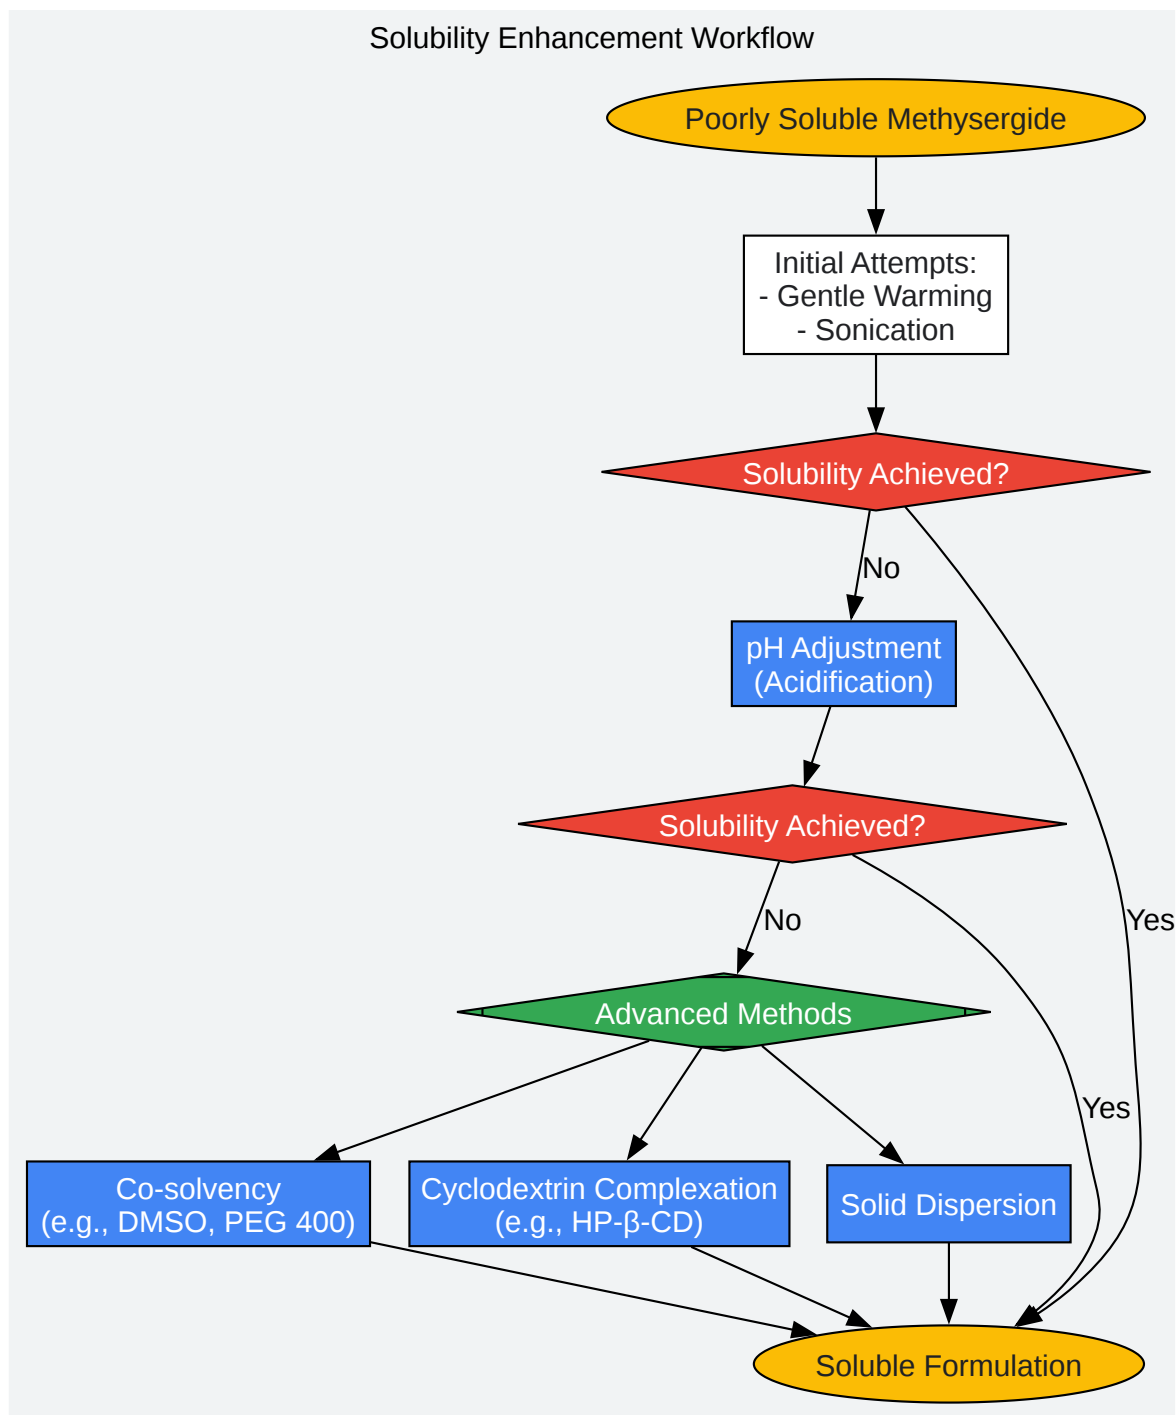 Solubility Enhancement Workflow
Poorly Soluble Methysergide
Initial Attempts:
- Gentle Warming
- Sonication
Solubility Achieved?
No
pH Adjustment
(Acidification)
Solubility Achieved?
No
Yes
Advanced Methods
Yes
Co-solvency
(e.g., DMSO, PEG 400)
Cyclodextrin Complexation
(e.g., HP-β-CD)
Solid Dispersion
Soluble Formulation